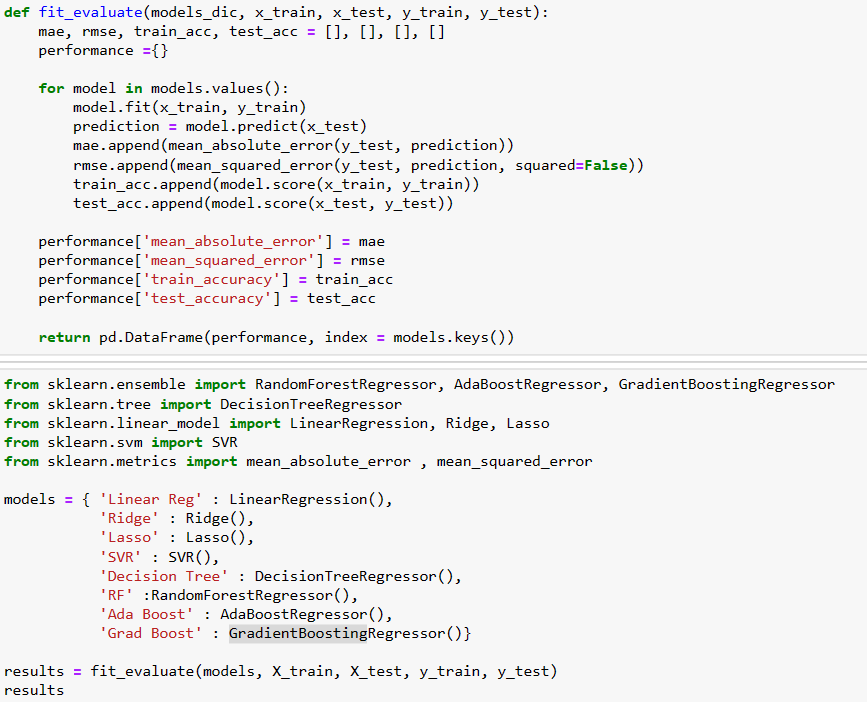 def fit_evaluate(models_dic, x_train, x_test, y_train, y_test):
    mae, rmse, train_acc, test_acc = [], [], [], []
    performance ={}

    for model in models.values():
        model.fit(x_train, y_train)
        prediction = model.predict(x_test)
        mae.append(mean_absolute_error(y_test, prediction))
        rmse.append(mean_squared_error(y_test, prediction, squared=False))
        train_acc.append(model.score(x_train, y_train))
        test_acc.append(model.score(x_test, y_test))

    performance['mean_absolute_error'] = mae
    performance['mean_squared_error'] = rmse
    performance['train_accuracy'] = train_acc
    performance['test_accuracy'] = test_acc

    return pd.DataFrame(performance, index = models.keys())

from sklearn.ensemble import RandomForestRegressor, AdaBoostRegressor, GradientBoostingRegressor
from sklearn.tree import DecisionTreeRegressor
from sklearn.linear_model import LinearRegression, Ridge, Lasso
from sklearn.svm import SVR
from sklearn.metrics import mean_absolute_error , mean_squared_error

models = { 'Linear Reg' : LinearRegression(),
           'Ridge' : Ridge(),
           'Lasso' : Lasso(),
           'SVR' : SVR(),
           'Decision Tree' : DecisionTreeRegressor(),
           'RF' :RandomForestRegressor(),
           'Ada Boost' : AdaBoostRegressor(),
           'Grad Boost' : GradientBoostingRegressor()}

results = fit_evaluate(models, X_train, X_test, y_train, y_test)
results